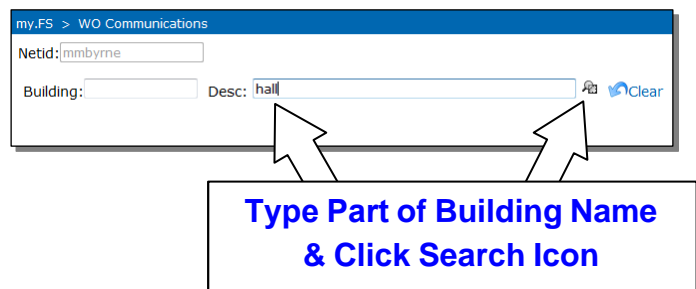 my.FS > WO Communications
Netid: mmbyrne
Building: Desc: hall Clear
Type Part of Building Name
& Click Search Icon